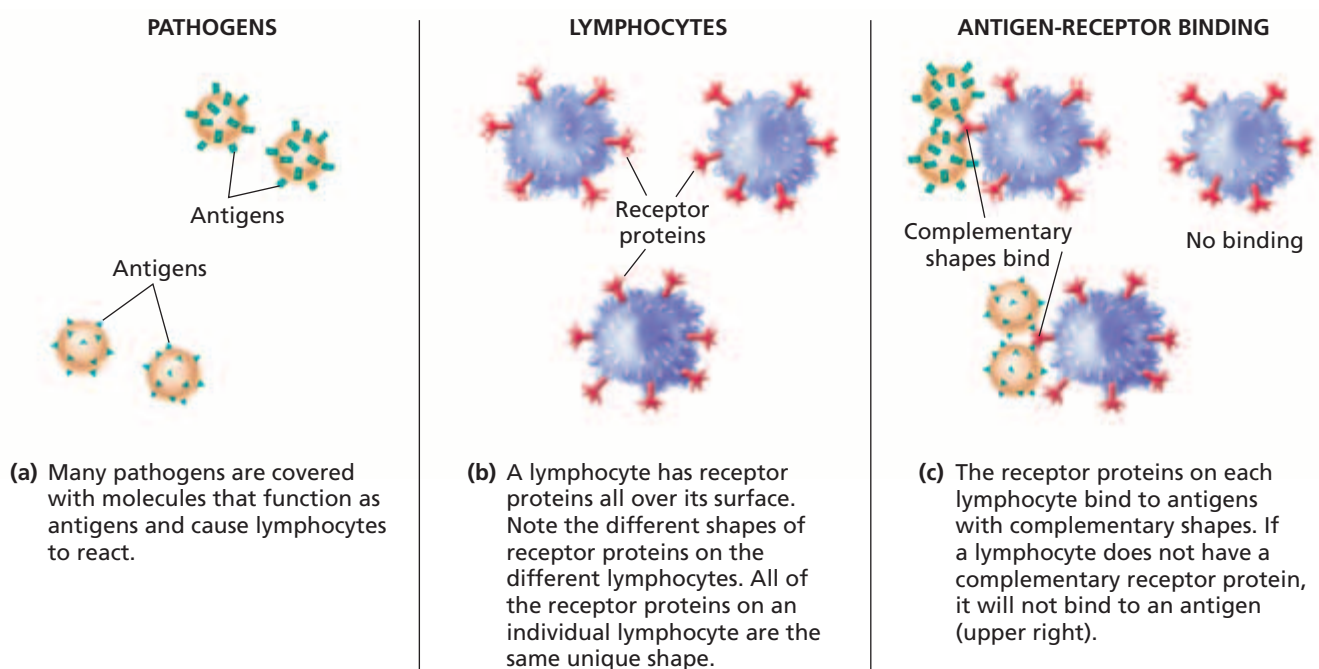 PATHOGENS
Antigens
Antigens
(a) Many pathogens are covered
with molecules that function as
antigens and cause lymphocytes
to react.
LYMPHOCYTES
Receptor
proteins
(b) A lymphocyte has receptor
proteins all over its surface.
Note the different shapes of
receptor proteins on the
different lymphocytes. All of
the receptor proteins on an
individual lymphocyte are the
same unique shape.
ANTIGEN-RECEPTOR BINDING
Complementary
shapes bind
No binding
(c) The receptor proteins on each
lymphocyte bind to antigens
with complementary shapes. If
a lymphocyte does not have a
complementary receptor protein,
it will not bind to an antigen
(upper right).